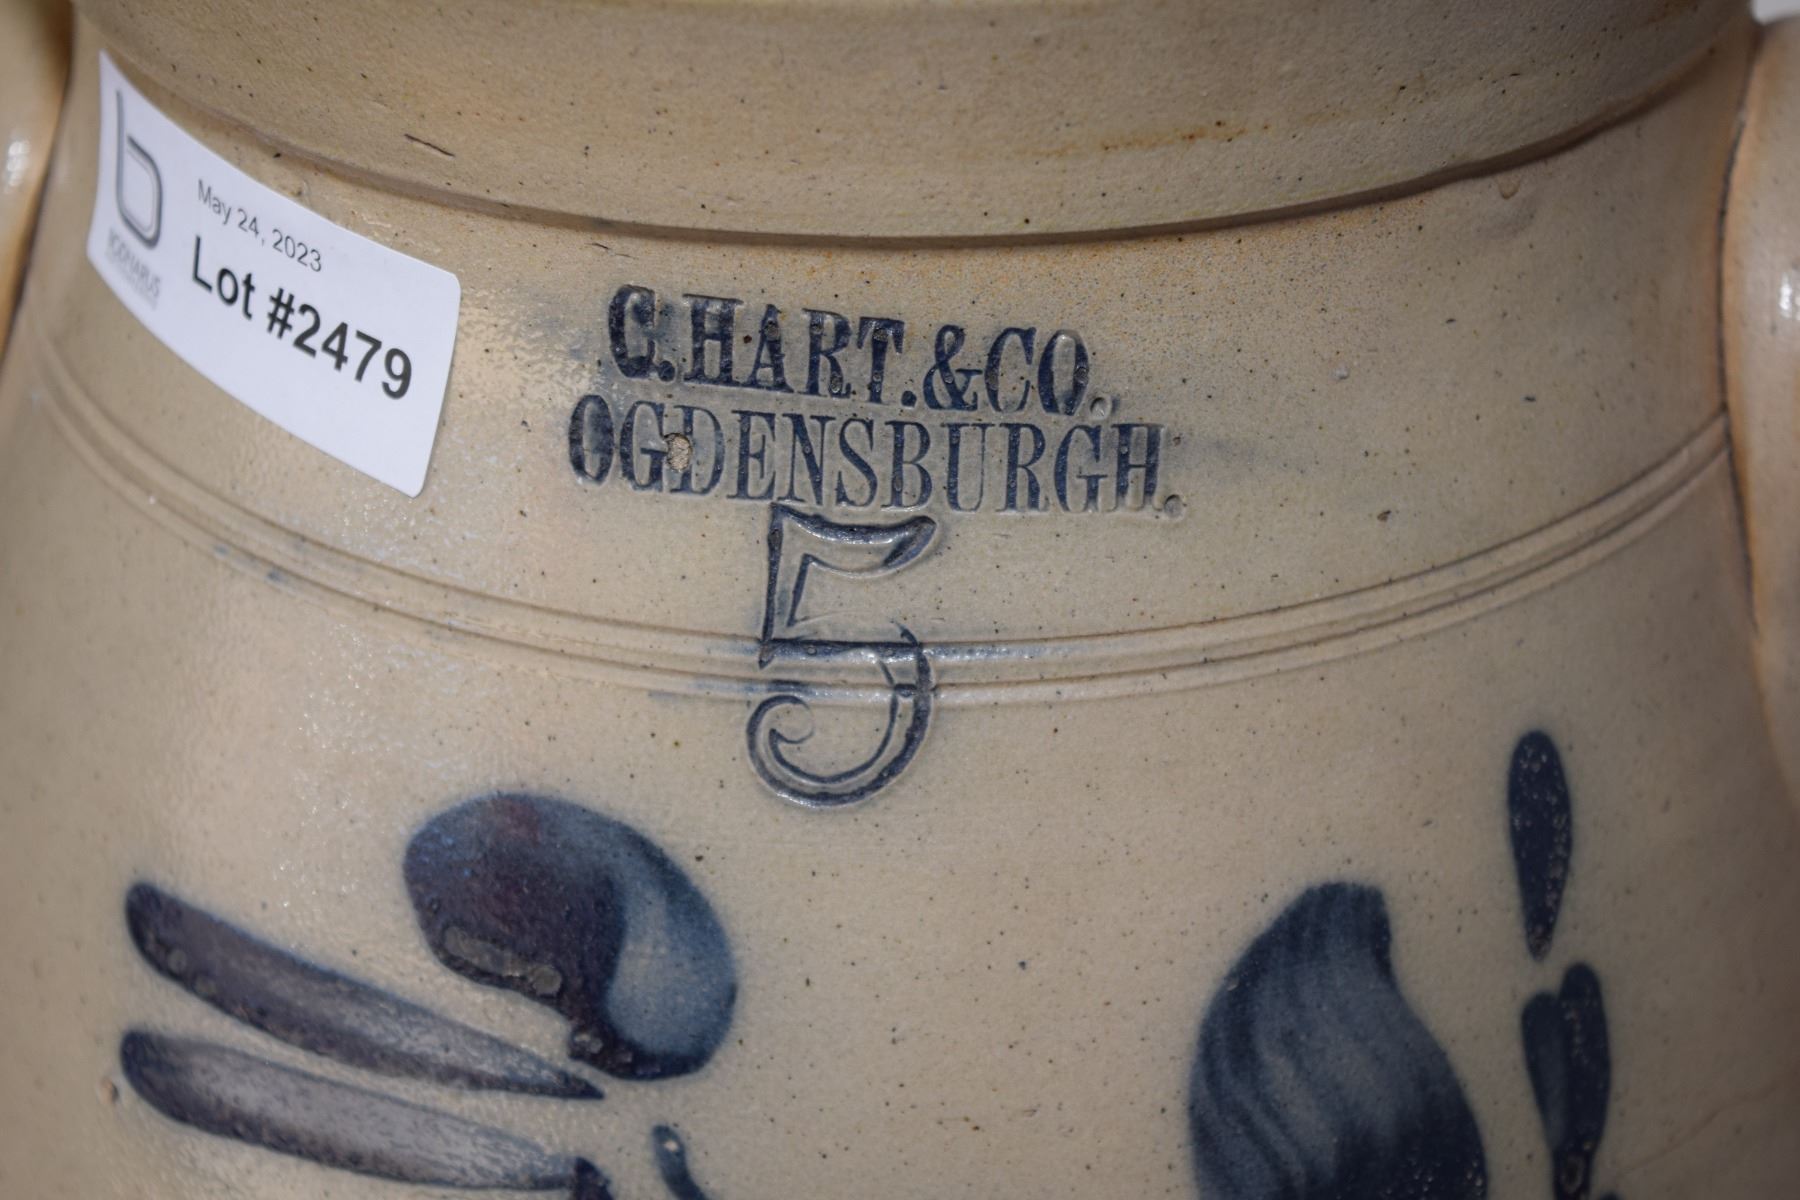 May 24, 2023
Lot #2479
C.HART.&CO.
OGDENSBURGH.
5